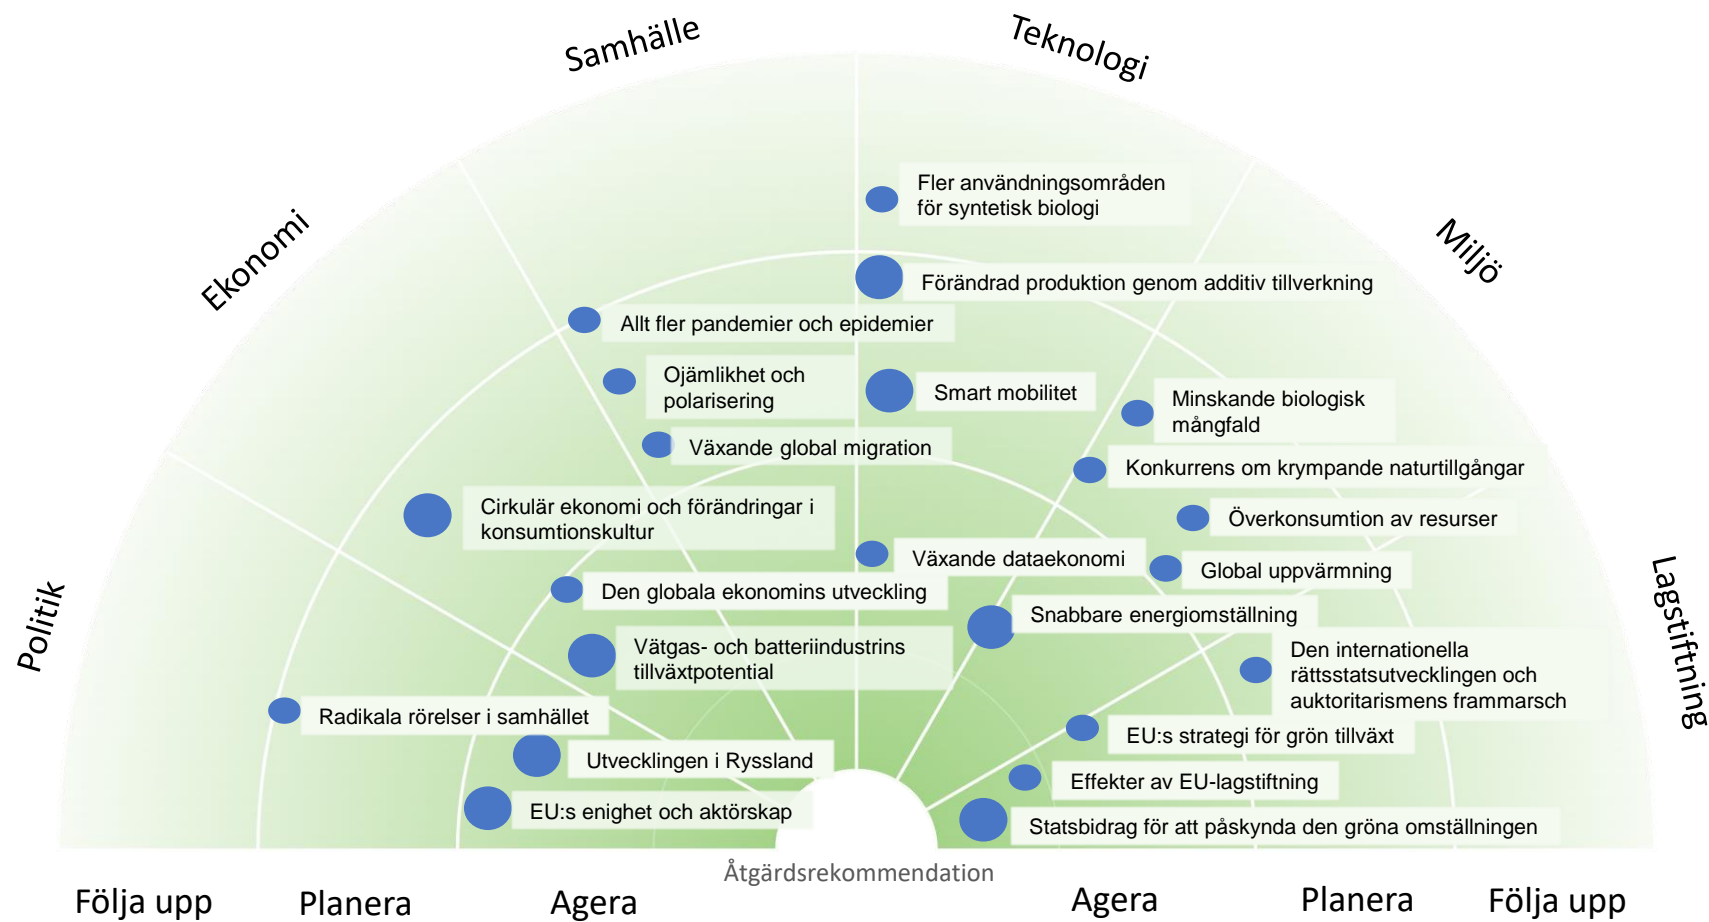 Samhälle
Teknologi
Ekonomi
Miljö
Politik
Lagstiftning
Fler användningsområden
för syntetisk biologi
Förändrad produktion genom additiv tillverkning
Allt fler pandemier och epidemier
Ojämlikhet och
polarisering
Smart mobilitet
Minskande biologisk
mångfald
Växande global migration
Konkurrens om krympande naturtillgångar
Cirkulär ekonomi och förändringar i
konsumtionskultur
Överkonsumtion av resurser
Växande dataekonomi
Global uppvärmning
Den globala ekonomins utveckling
Snabbare energiomställning
Vätgas- och batteriindustrins
tillväxtpotential
Den internationella
rättsstatsutvecklingen och
auktoritarismens frammarsch
Radikala rörelser i samhället
EU:s strategi för grön tillväxt
Utvecklingen i Ryssland
Effekter av EU-lagstiftning
EU:s enighet och aktörskap
Statsbidrag för att påskynda den gröna omställningen
Åtgärdsrekommendation
Följa upp
Planera
Agera
Agera
Planera
Följa upp